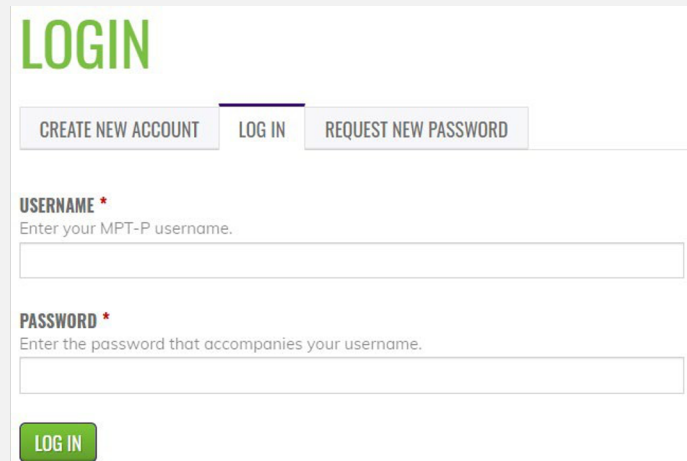 LOGIN
CREATE NEW ACCOUNT LOG IN REQUEST NEW PASSWORD
USERNAME *
Enter your MPT-P username.
PASSWORD *
Enter the password that accompanies your username.
LOG IN